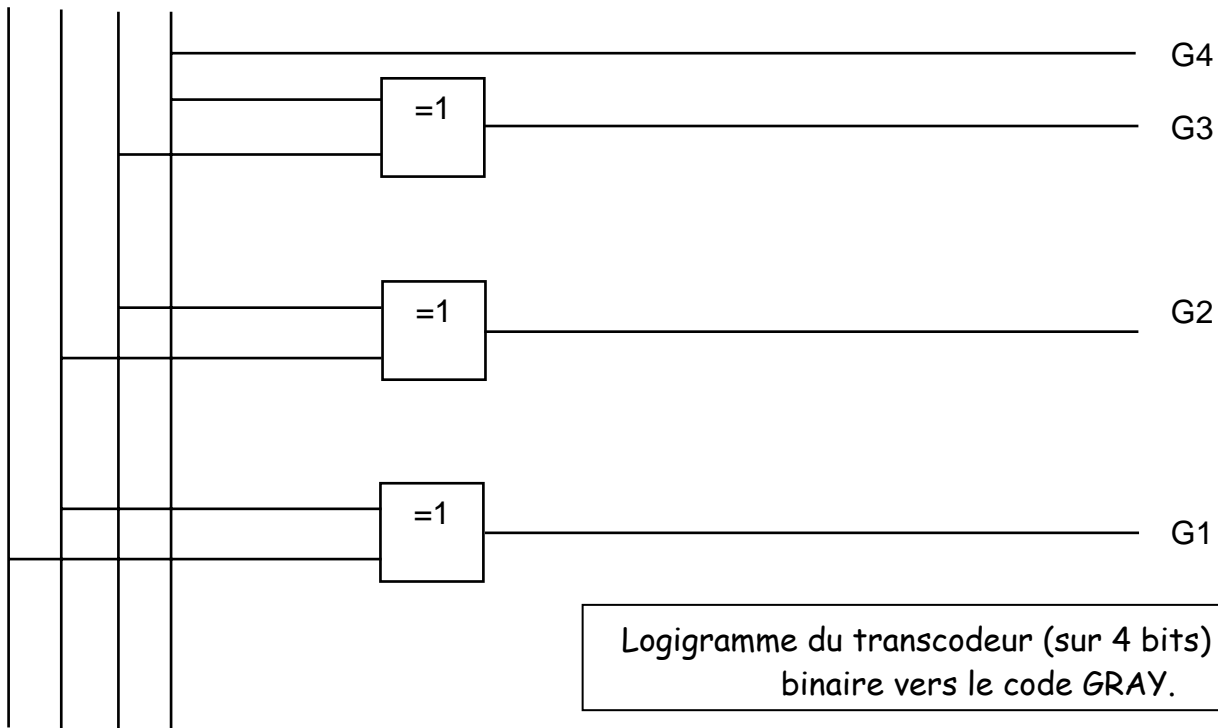 G4
=1
G3
=1
G2
=1
G1
Logigramme du transcodeur (sur 4 bits)
binaire vers le code GRAY.